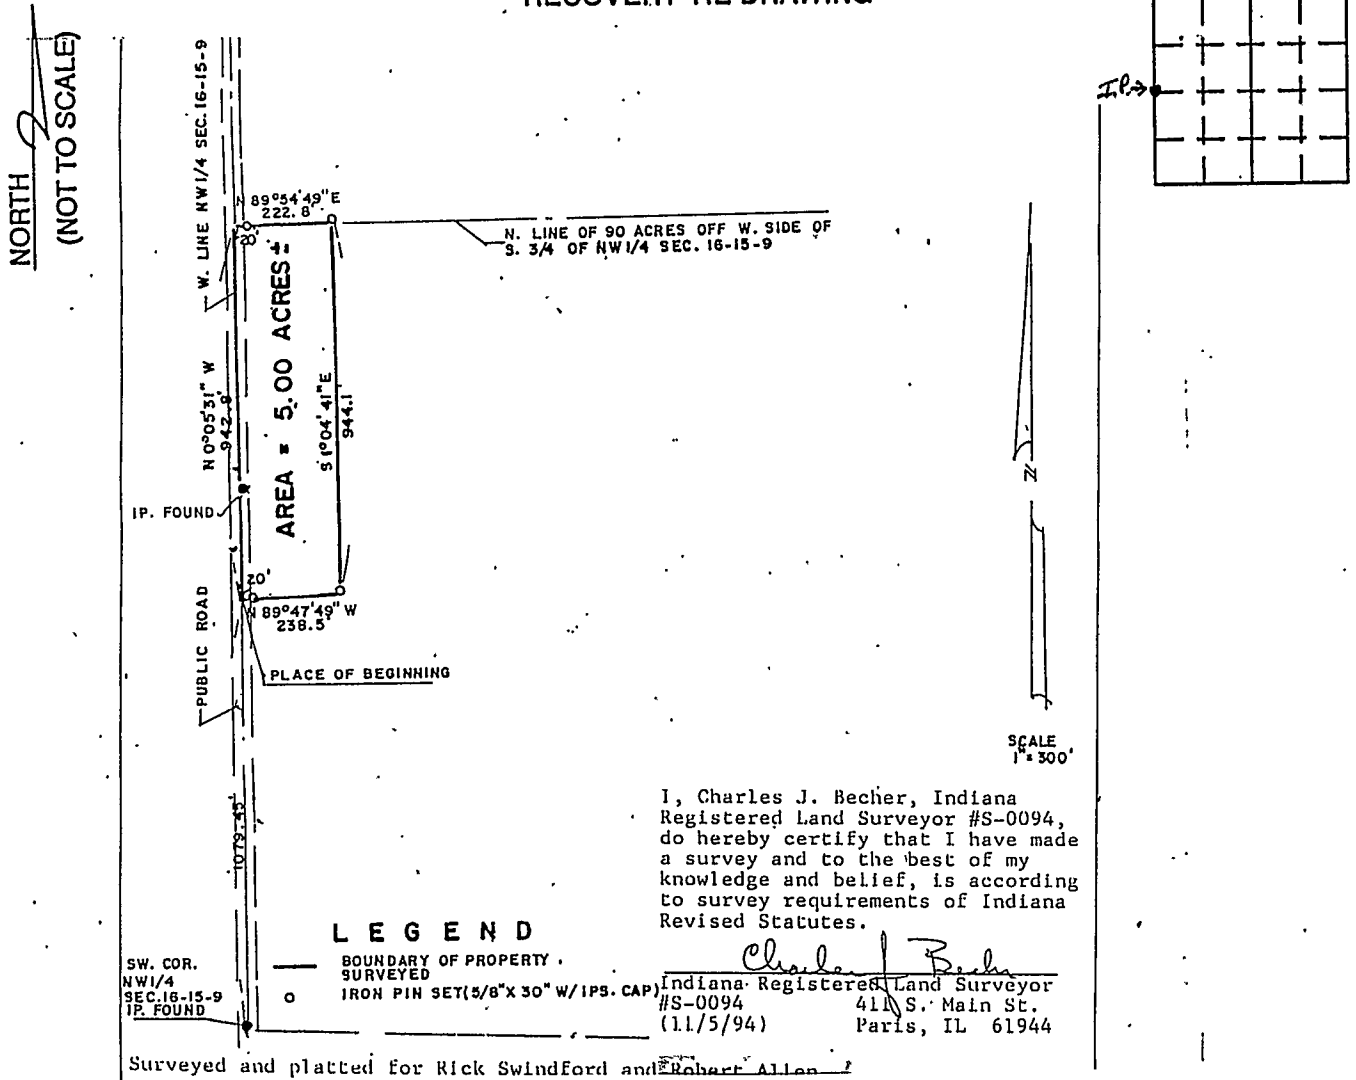 RECOVERY RE-DRAWING
NORTH
(NOT TO SCALE)
I.P.→
W. LINE NW1/4 SEC. 16-15-9
N 89°54'49" E
222.8'
20'
N. LINE OF 90 ACRES OFF W. SIDE OF
S. 3/4 OF NW1/4 SEC. 16-15-9
AREA = 5.00 ACRES±
N 0°05'31" W
942.8'
S 1°04'41" E
944.1'
N
IP. FOUND
20'
N 89°47'49" W
238.5'
PUBLIC ROAD
PLACE OF BEGINNING
SCALE
1"= 300'
1079.45'
I, Charles J. Becher, Indiana
Registered Land Surveyor #S-0094,
do hereby certify that I have made
a survey and to the best of my
knowledge and belief, is according
to survey requirements of Indiana
Revised Statutes.
Charles J Becher
Indiana Registered Land Surveyor
#S-0094 411 S. Main St.
(11/5/94) Paris, IL 61944
LEGEND
BOUNDARY OF PROPERTY
SURVEYED
IRON PIN SET(5/8"X 30" W/ IPS. CAP)
SW. COR.
NW1/4
SEC.16-15-9
IP. FOUND
Surveyed and platted for Rick Swindford and Robert Allen